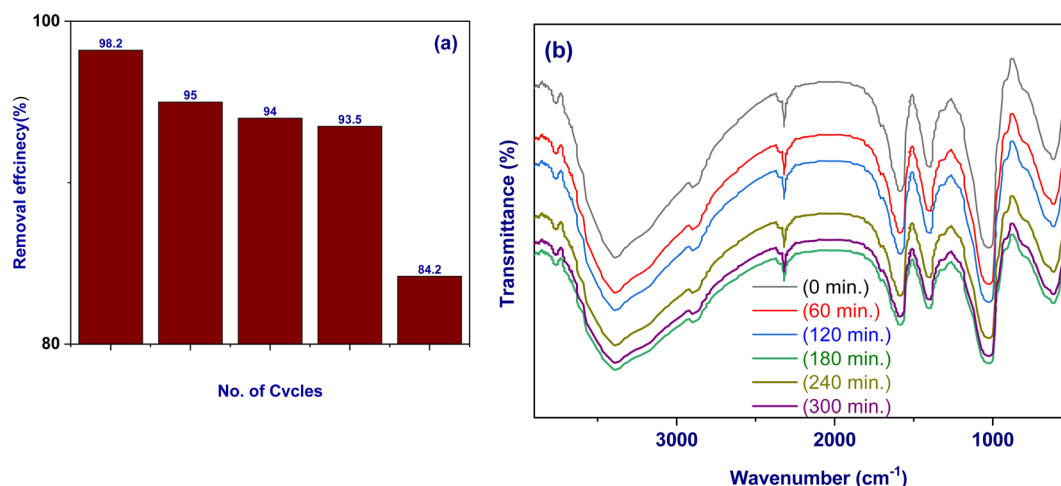 100
(a)
98.2
95
94
93.5
84.2
80
Removal effcinecy(%)
No. of Cycles
(b)
Transmittance (%)
(0 min.)
(60 min.)
(120 min.)
(180 min.)
(240 min.)
(300 min.)
3000
2000
1000
Wavenumber (cm⁻¹)